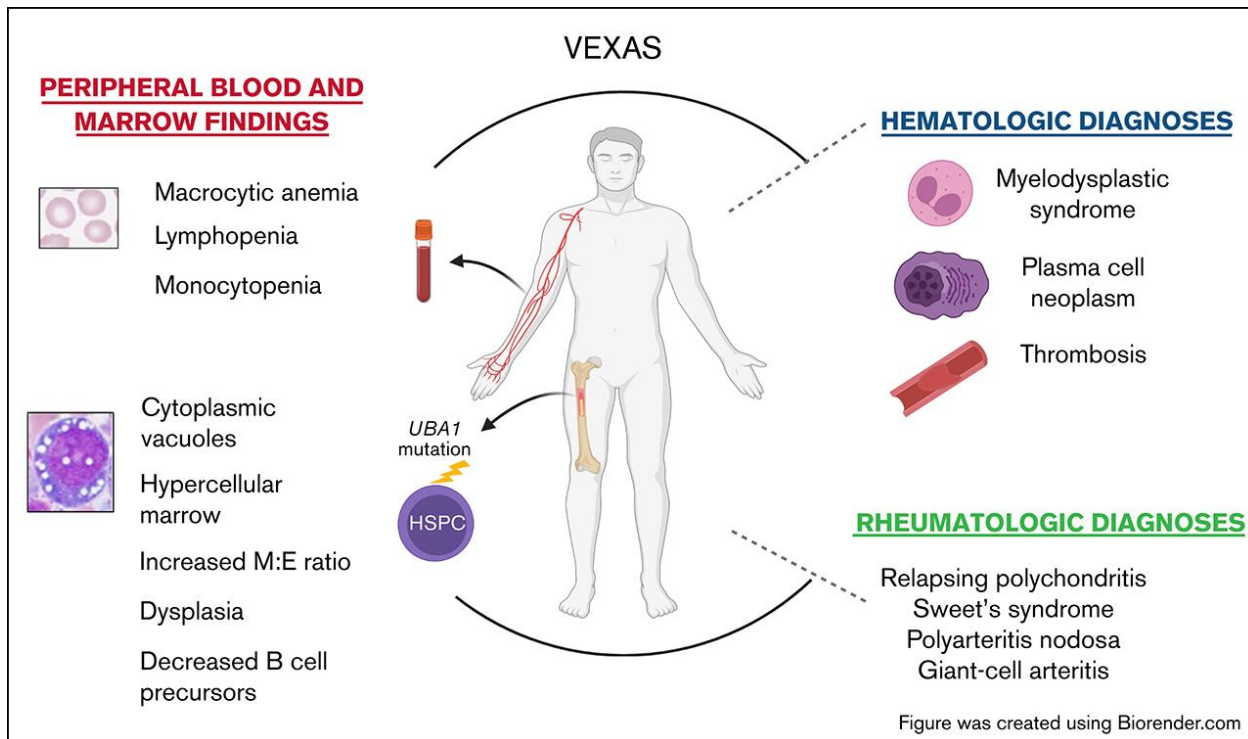 VEXAS
PERIPHERAL BLOOD AND
MARROW FINDINGS
Macrocytic anemia
Lymphopenia
Monocytopenia
Cytoplasmic
vacuoles
Hypercellular
marrow
Increased M:E ratio
Dysplasia
Decreased B cell
precursors
UBA1
mutation
HSPC
HEMATOLOGIC DIAGNOSES
Myelodysplastic
syndrome
Plasma cell
neoplasm
Thrombosis
RHEUMATOLOGIC DIAGNOSES
Relapsing polychondritis
Sweet's syndrome
Polyarteritis nodosa
Giant-cell arteritis
Figure was created using Biorender.com